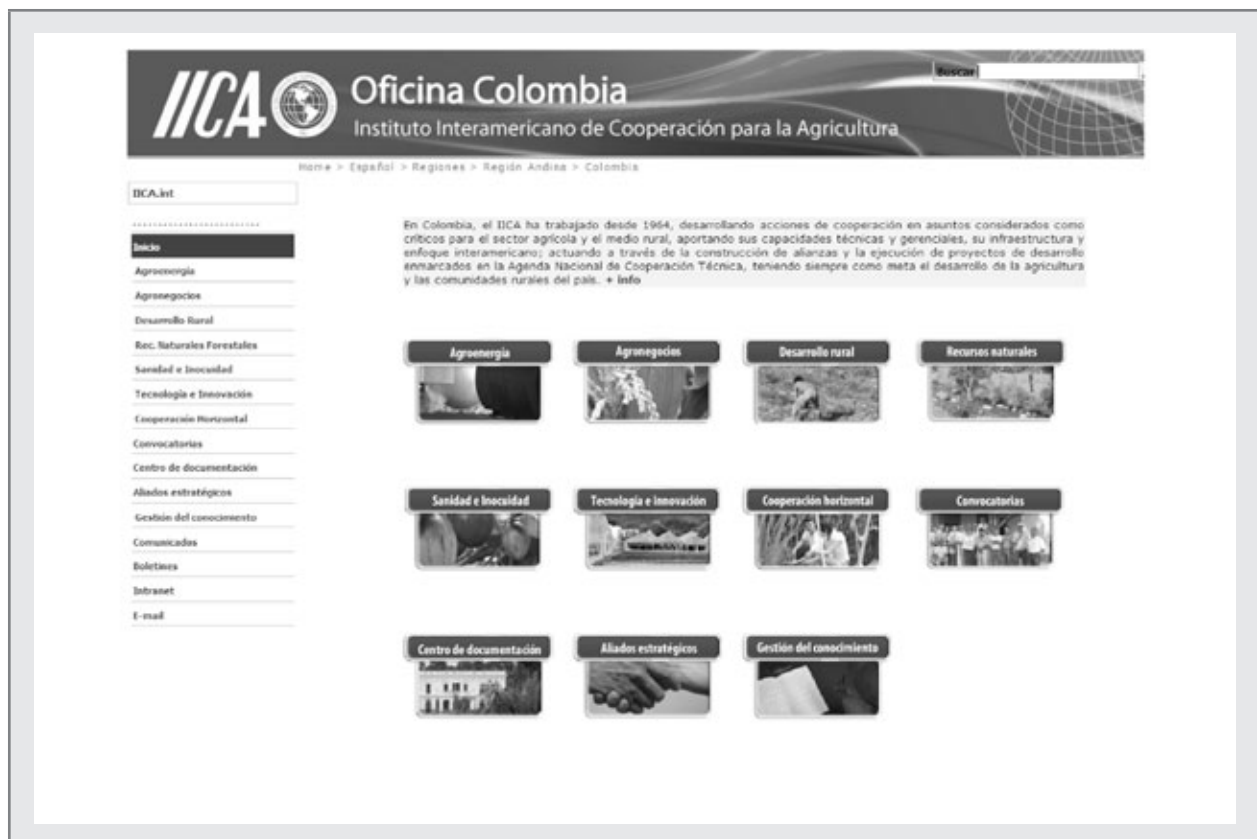 IICA
Oficina Colombia
Instituto Interamericano de Cooperación para la Agricultura
Buscar
Home > Español > Regiones > Región Andina > Colombia
IICA.int
Inicio
Agroenergía
Agronegocios
Desarrollo Rural
Rec. Naturales Forestales
Sanidad e Inocuidad
Tecnología e Innovación
Cooperación Horizontal
Convocatorias
Centro de documentación
Aliados estratégicos
Gestión del conocimiento
Comunicados
Boletines
Intranet
E-mail
En Colombia, el IICA ha trabajado desde 1964, desarrollando acciones de cooperación en asuntos considerados como
críticos para el sector agrícola y el medio rural, aportando sus capacidades técnicas y gerenciales, su infraestructura y
enfoque interamericano; actuando a través de la construcción de alianzas y la ejecución de proyectos de desarrollo
enmarcados en la Agenda Nacional de Cooperación Técnica, teniendo siempre como meta el desarrollo de la agricultura
y las comunidades rurales del país. + info
Agroenergía
Agronegocios
Desarrollo rural
Recursos naturales
Sanidad e Inocuidad
Tecnología e innovación
Cooperación horizontal
Convocatorias
Centro de documentación
Aliados estratégicos
Gestión del conocimiento